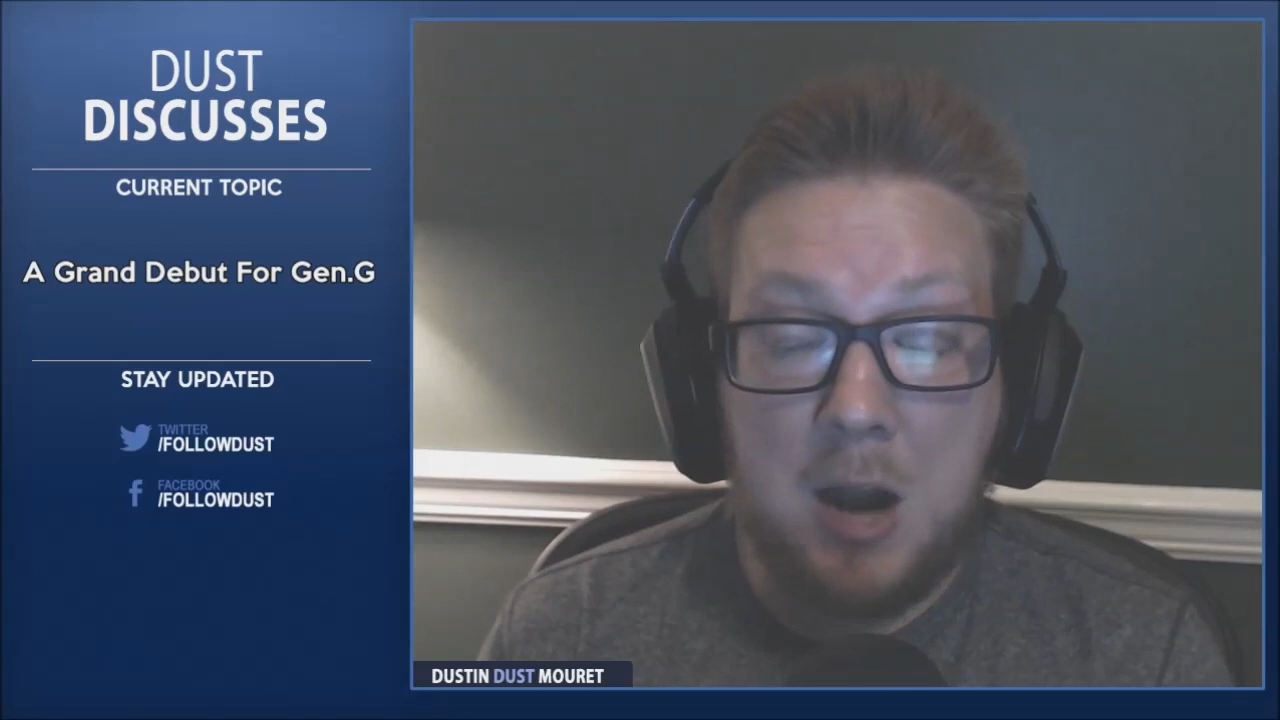 DUST
DISCUSSES
CURRENT TOPIC
A Grand Debut For Gen.G
STAY UPDATED
TWITTER
/FOLLOWDUST
FACEBOOK
/FOLLOWDUST
DUSTIN DUST MOURET